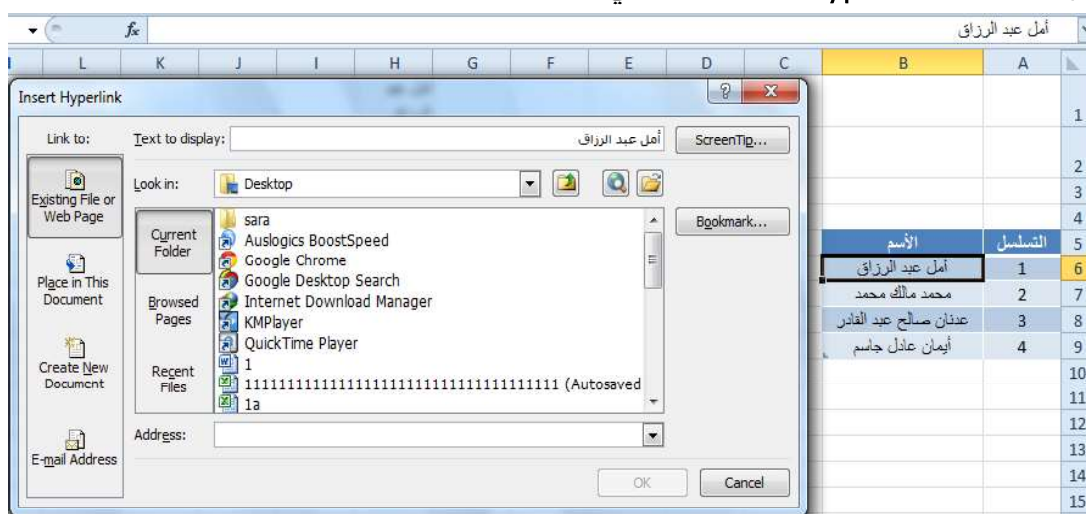 fx
أمل عبد الرزاق
L K J I H G F E D C B A
Insert Hyperlink
Link to:
Text to display:
أمل عبد الرزاق
ScreenTip...
Existing File or
Web Page
Look in:
Desktop
Current
Folder
Browsed
Pages
Recent
Files
sara
Auslogics BoostSpeed
Google Chrome
Google Desktop Search
Internet Download Manager
KMPlayer
QuickTime Player
1
1a
Bookmark...
Place in This
Document
Create New
Document
E-mail Address
Address:
OK
Cancel
التسلسل الأسم
1 أمل عبد الرزاق
2 محمد مالك محمد
3 عدنان صالح عبد القادر
4 أيمان عادل جاسم
1
2
3
4
5
6
7
8
9
10
11
12
13
14
15